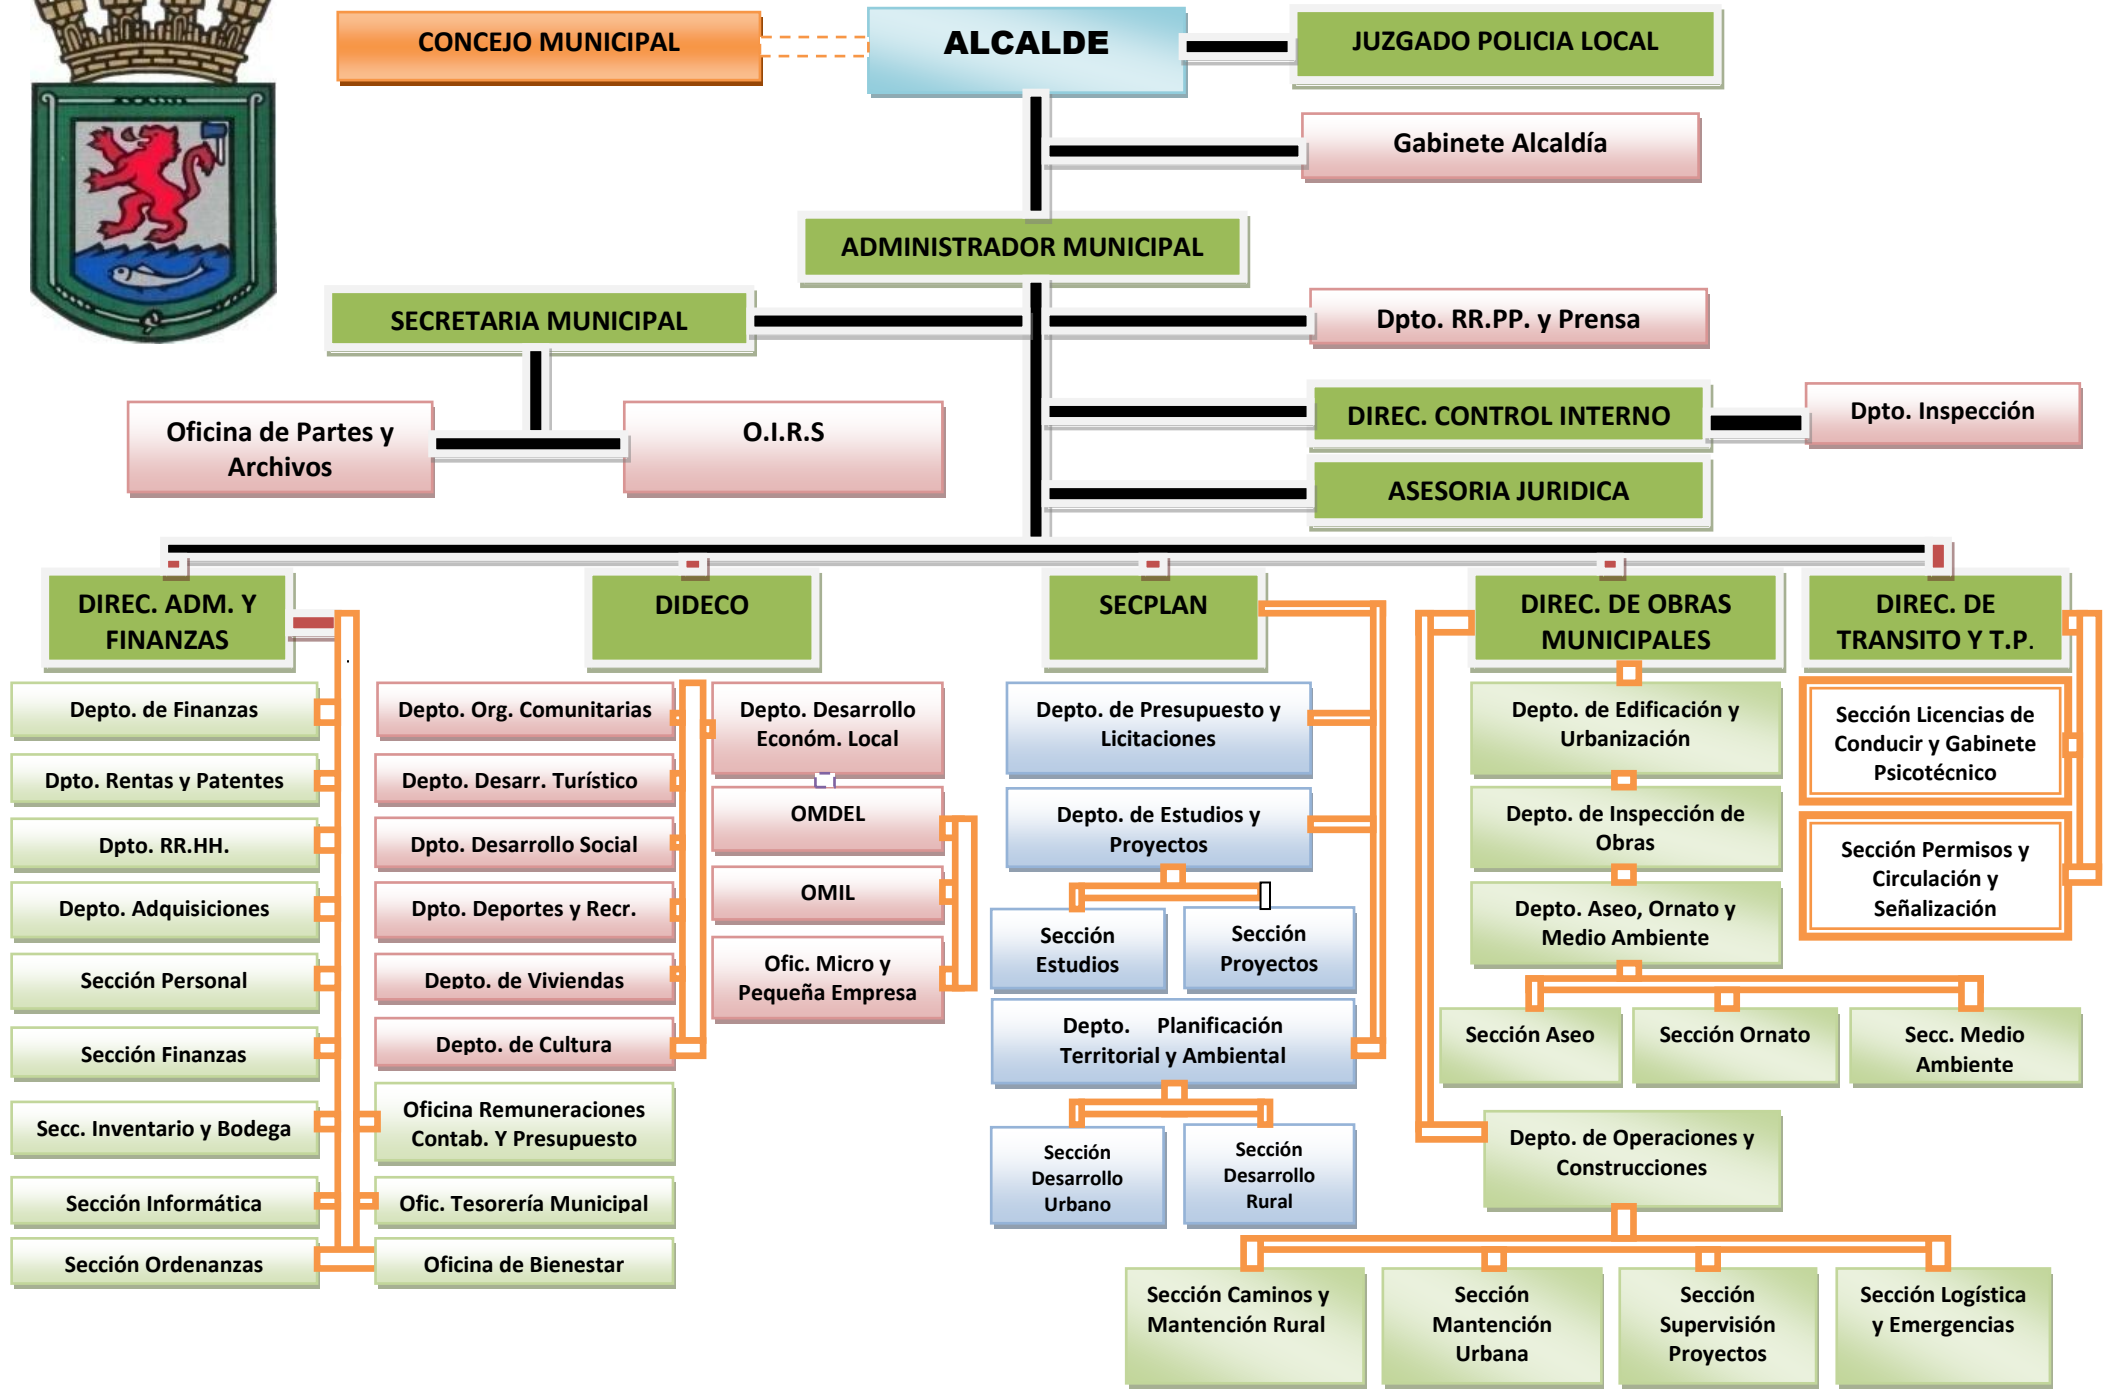 CONCEJO MUNICIPAL
ALCALDE
JUZGADO POLICIA LOCAL
Gabinete Alcaldía
ADMINISTRADOR MUNICIPAL
SECRETARIA MUNICIPAL
Dpto. RR.PP. y Prensa
Oficina de Partes y
Archivos
O.I.R.S
DIREC. CONTROL INTERNO
Dpto. Inspección
ASESORIA JURIDICA
DIREC. ADM. Y
FINANZAS
DIDECO
SECPLAN
DIREC. DE OBRAS
MUNICIPALES
DIREC. DE
TRANSITO Y T.P.
Depto. de Finanzas
Dpto. Rentas y Patentes
Dpto. RR.HH.
Depto. Adquisiciones
Sección Personal
Sección Finanzas
Secc. Inventario y Bodega
Sección Informática
Sección Ordenanzas
Oficina Remuneraciones
Contab. Y Presupuesto
Ofic. Tesorería Municipal
Oficina de Bienestar
Depto. Org. Comunitarias
Depto. Desarr. Turístico
Dpto. Desarrollo Social
Dpto. Deportes y Recr.
Depto. de Viviendas
Depto. de Cultura
Depto. Desarrollo
Económ. Local
OMDEL
OMIL
Ofic. Micro y
Pequeña Empresa
Depto. de Presupuesto y
Licitaciones
Depto. de Estudios y
Proyectos
Sección
Estudios
Sección
Proyectos
Depto. Planificación
Territorial y Ambiental
Sección
Desarrollo
Urbano
Sección
Desarrollo
Rural
Depto. de Edificación y
Urbanización
Depto. de Inspección de
Obras
Depto. Aseo, Ornato y
Medio Ambiente
Sección Aseo
Sección Ornato
Secc. Medio
Ambiente
Depto. de Operaciones y
Construcciones
Sección Caminos y
Mantención Rural
Sección
Mantención
Urbana
Sección
Supervisión
Proyectos
Sección Logística
y Emergencias
Sección Licencias de
Conducir y Gabinete
Psicotécnico
Sección Permisos y
Circulación y
Señalización